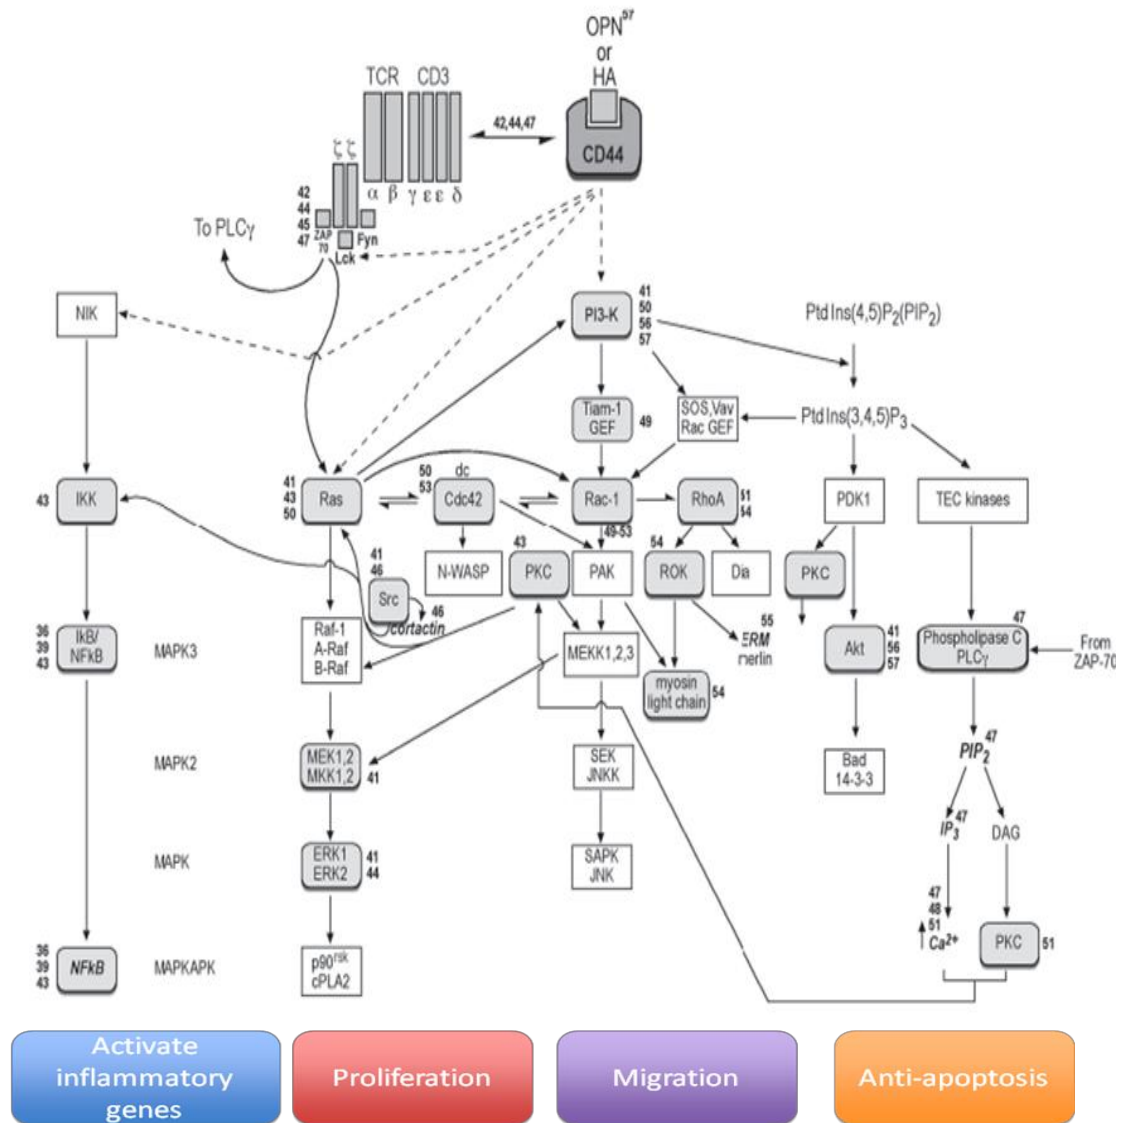 OPN57
or
HA
TCR CD3
42,44,47
CD44
ζ ζ
α β γ ε ε δ
42
44
45
47
ZAP
70
Fyn
Lck
To PLCγ
NIK
PI3-K
41
50
56
57
PtdIns(4,5)P2(PIP2)
Tiam-1
GEF
49
SOS,Vav
Rac GEF
PtdIns(3,4,5)P3
43
IKK
41
43
50
Ras
50
53
dc
Cdc42
Rac-1
RhoA
51
54
PDK1
TEC kinases
49-53
41
46
Src
46
cortactin
N-WASP
43
PKC
PAK
54
ROK
Dia
PKC
36
39
43
IkB/
NFkB
MAPK3
Raf-1
A-Raf
B-Raf
MEKK1,2,3
55
ERM
merlin
myosin
light chain
54
Akt
41
56
57
47
Phospholipase C
PLCγ
From
ZAP-70
MAPK2
MEK1,2
MKK1,2
41
SEK
JNKK
Bad
14-3-3
PIP2 47
IP3 47
DAG
MAPK
ERK1
ERK2
41
44
SAPK
JNK
47
48
51
Ca2+
PKC
51
36
39
43
NFkB
MAPKAPK
p90rsk
cPLA2
Activate
inflammatory
genes
Proliferation
Migration
Anti-apoptosis